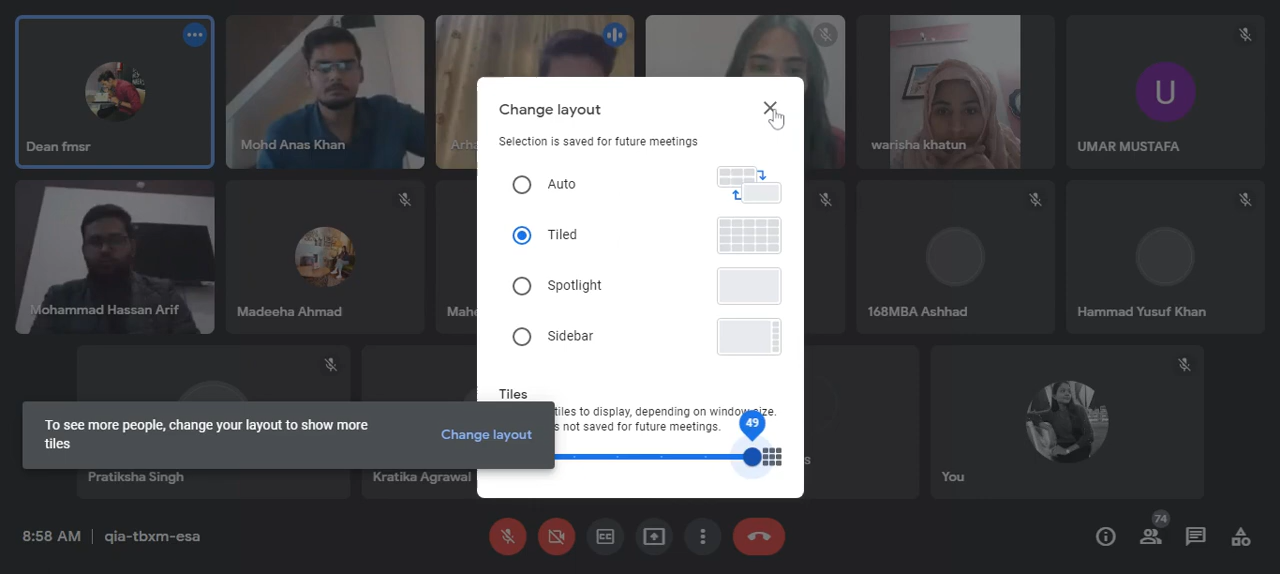 Dean fmsr
Mohd Anas Khan
Arha
warisha khatun
U
UMAR MUSTAFA
Mohammad Hassan Arif
Madeeha Ahmad
Mahe
168MBA Ashhad
Hammad Yusuf Khan
Change layout
Selection is saved for future meetings
Auto
Tiled
Spotlight
Sidebar
Tiles
tiles to display, depending on window size.
s not saved for future meetings.
49
To see more people, change your layout to show more
tiles
Change layout
Pratiksha Singh
Kratika Agrawal
s
You
8:58 AM | qia-tbxm-esa
CC
74